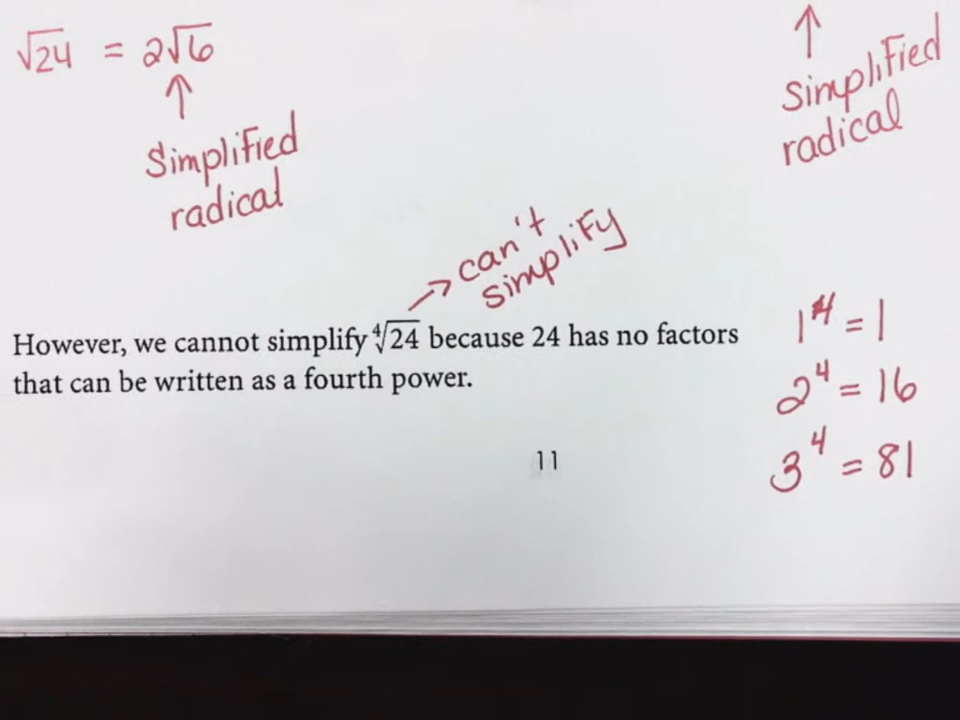 √24 = 2√6
↑
Simplified
radical
↑
Simplified
radical
→ can't
simplify
However, we cannot simplify ⁴√24 because 24 has no factors
that can be written as a fourth power.
1⁴ = 1
2⁴ = 16
3⁴ = 81
11